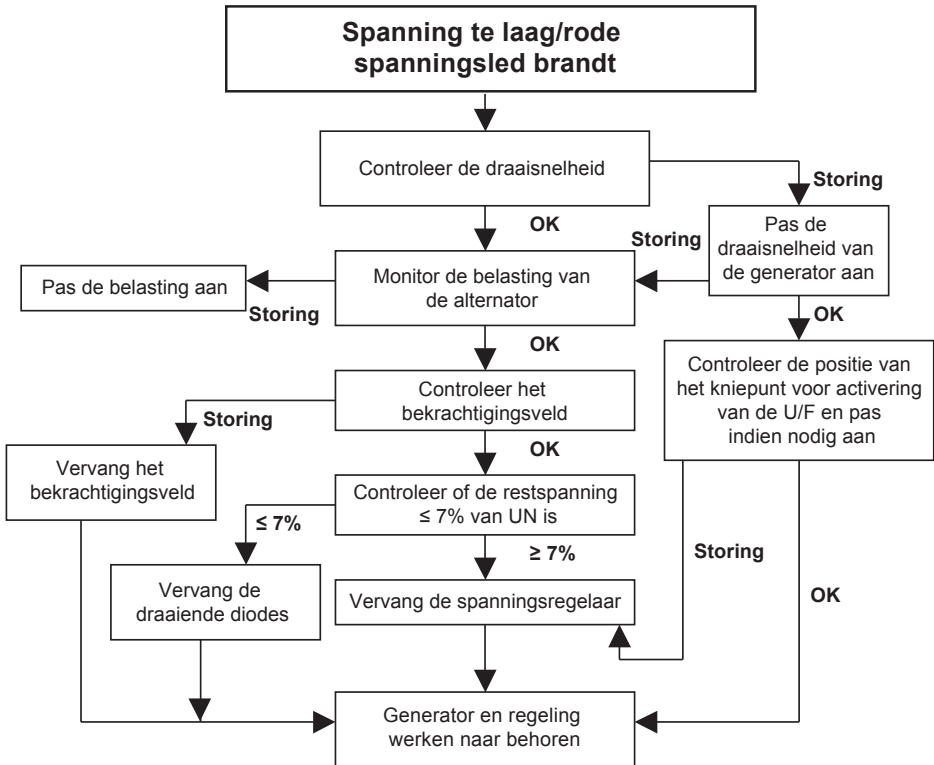 Spanning te laag/rode
spanningsled brandt
Controleer de draaisnelheid
Storing
OK
Pas de
draaisnelheid van
de generator aan
Storing
Monitor de belasting van
de alternator
Pas de belasting aan
Storing
OK
OK
Controleer de positie van
het kniepunt voor activering
van de U/F en pas
indien nodig aan
Controleer het
bekrachtigingsveld
Storing
OK
Vervang het
bekrachtigingsveld
Controleer of de restspanning
≤ 7% van UN is
≤ 7%
≥ 7%
Storing
OK
Vervang de
draaiende diodes
Vervang de spanningsregelaar
Generator en regeling
werken naar behoren